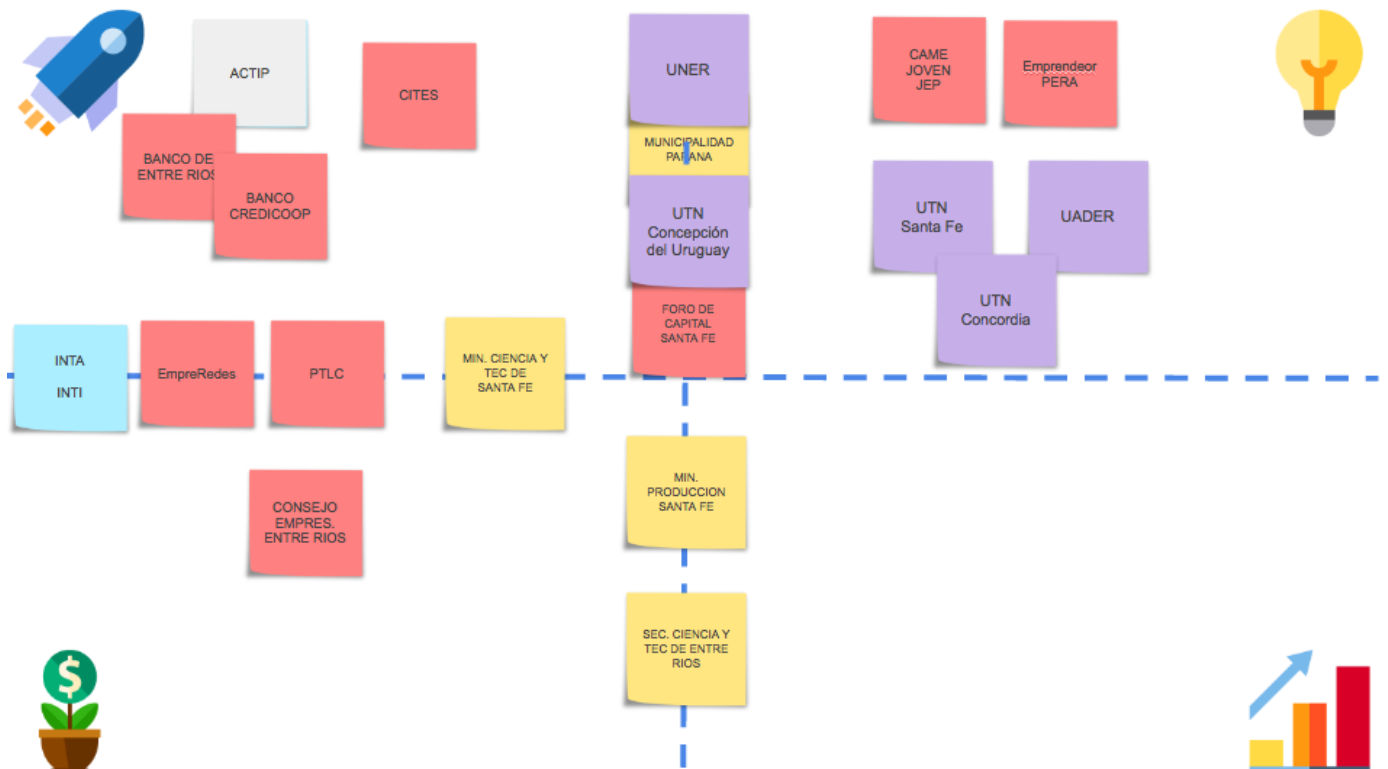 ACTIP
CITES
BANCO DE
ENTRE RIOS
BANCO
CREDICOOP
UNER
MUNICIPALIDAD
PARANA
UTN
Concepción
del Uruguay
FORO DE
CAPITAL
SANTA FE
CAME
JOVEN
JEP
Emprendeor
PERA
UTN
Santa Fe
UADER
UTN
Concordia
INTA
INTI
EmpreRedes
PTLC
MIN. CIENCIA Y
TEC DE
SANTA FE
CONSEJO
EMPRES.
ENTRE RIOS
MIN.
PRODUCCION
SANTA FE
SEC. CIENCIA Y
TEC DE ENTRE
RIOS
$